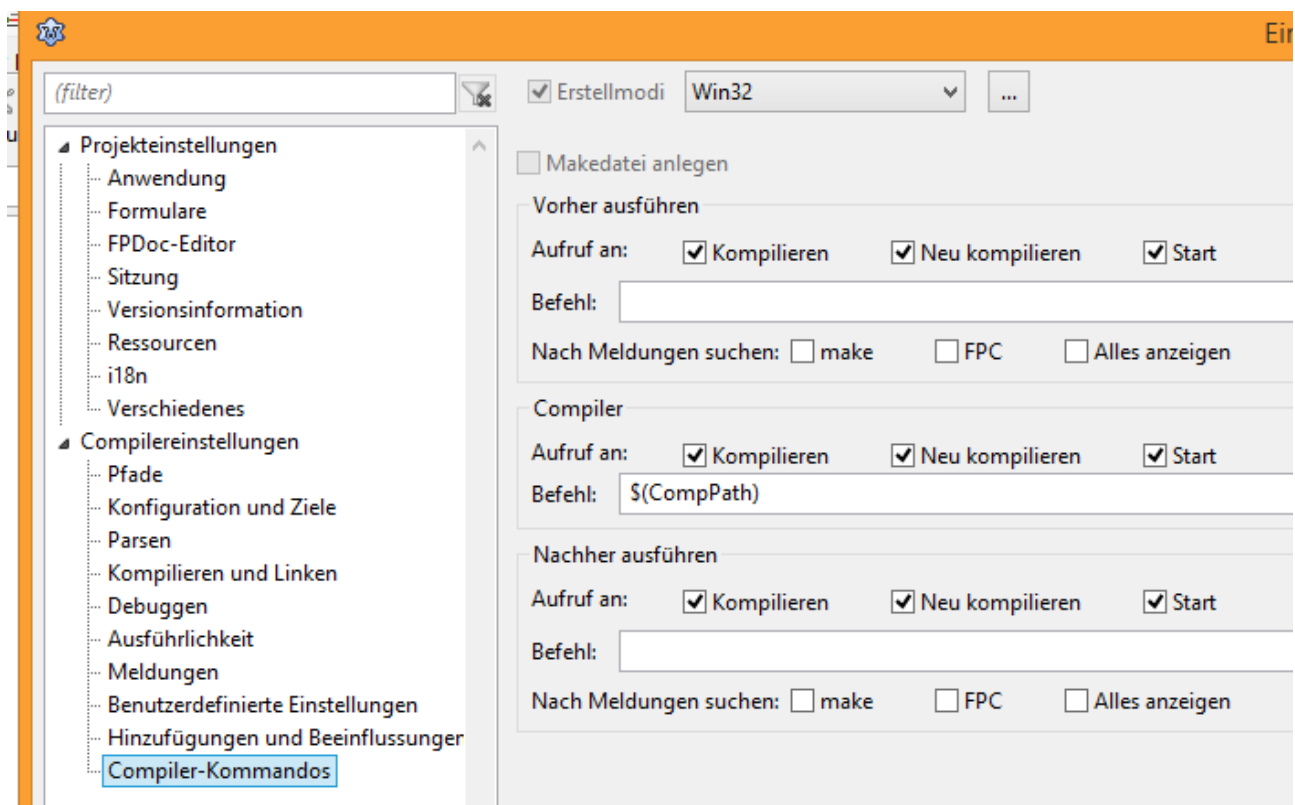 Ein
(filter)
Erstellmodi Win32 ...
Projekteinstellungen
Anwendung
Formulare
FPDoc-Editor
Sitzung
Versionsinformation
Ressourcen
i18n
Verschiedenes
Compilereinstellungen
Pfade
Konfiguration und Ziele
Parsen
Kompilieren und Linken
Debuggen
Ausführlichkeit
Meldungen
Benutzerdefinierte Einstellungen
Hinzufügungen und Beeinflussungen
Compiler-Kommandos
Makedatei anlegen
Vorher ausführen
Aufruf an: Kompilieren Neu kompilieren Start
Befehl:
Nach Meldungen suchen: make FPC Alles anzeigen
Compiler
Aufruf an: Kompilieren Neu kompilieren Start
Befehl: $(CompPath)
Nachher ausführen
Aufruf an: Kompilieren Neu kompilieren Start
Befehl:
Nach Meldungen suchen: make FPC Alles anzeigen